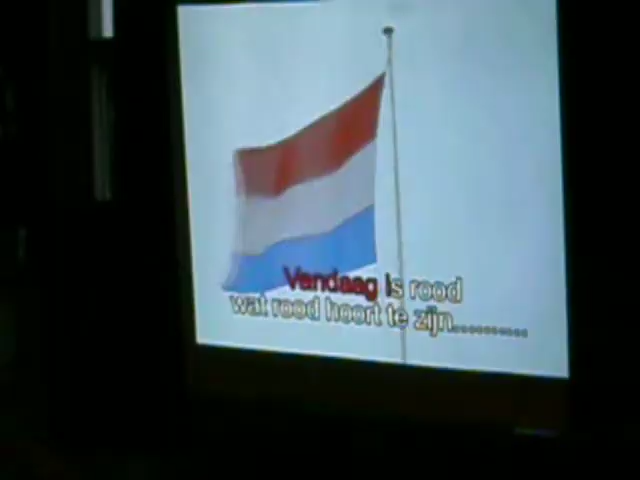 Vandaag is rood
wat rood hoort te zijn...........